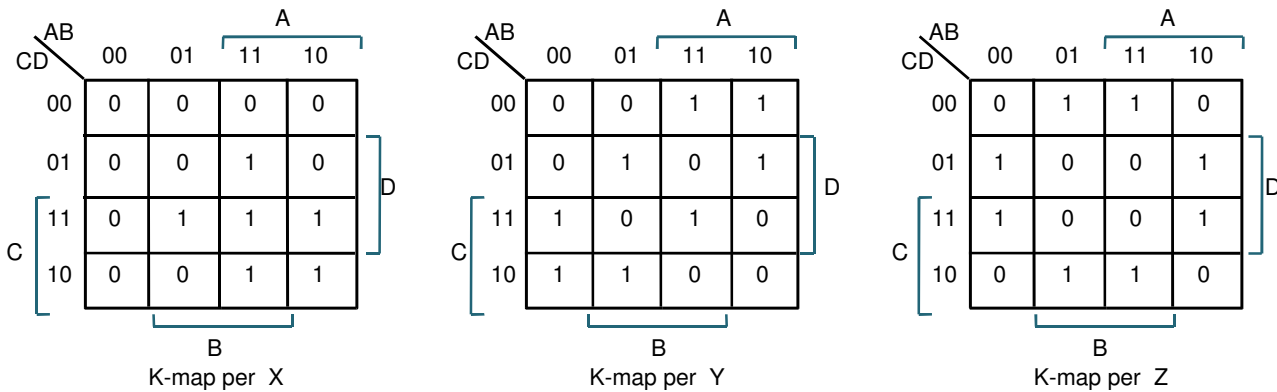 A A A
AB AB AB
CD 00 01 11 10 CD 00 01 11 10 CD 00 01 11 10
00 0 0 0 0 00 0 0 1 1 00 0 1 1 0
01 0 0 1 0 01 0 1 0 1 01 1 0 0 1
D D D
11 0 1 1 1 11 1 0 1 0 11 1 0 0 1
C C C
10 0 0 1 1 10 1 1 0 0 10 0 1 1 0
B B B
K-map per X K-map per Y K-map per Z